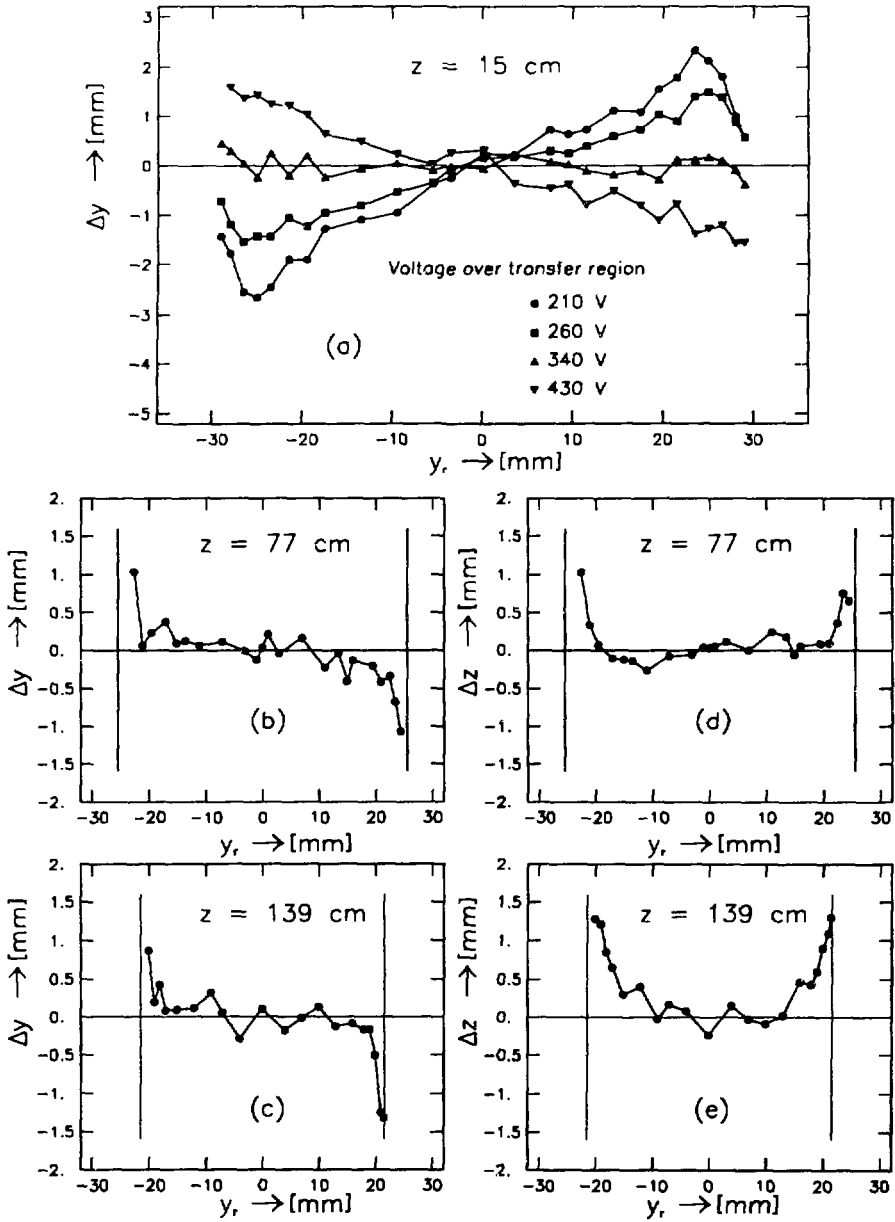 3
2
1
0
-1
-2
-3
-4
-5
Δy →[mm]
z = 15 cm
Voltage over transfer region
● 210 V
■ 260 V
▲ 340 V
▼ 430 V
(a)
-30 -20 -10 0 10 20 30
yᵣ →[mm]
2.
1.5
1.
0.5
0.
-0.5
-1.
-1.5
-2.
Δy →[mm]
z = 77 cm
(b)
-30 -20 -10 0 10 20 30
yᵣ →[mm]
2.
1.5
1.
0.5
0.
-0.5
-1.
-1.5
-2.
Δz →[mm]
z = 77 cm
(d)
-30 -20 -10 0 10 20 30
yᵣ →[mm]
2.
1.5
1.
0.5
0.
-0.5
-1.
-1.5
-2.
Δy →[mm]
z = 139 cm
(c)
-30 -20 -10 0 10 20 30
yᵣ →[mm]
2.
1.5
1.
0.5
0.
-0.5
-1.
-1.5
-2.
Δz →[mm]
z = 139 cm
(e)
-30 -20 -10 0 10 20 30
yᵣ →[mm]